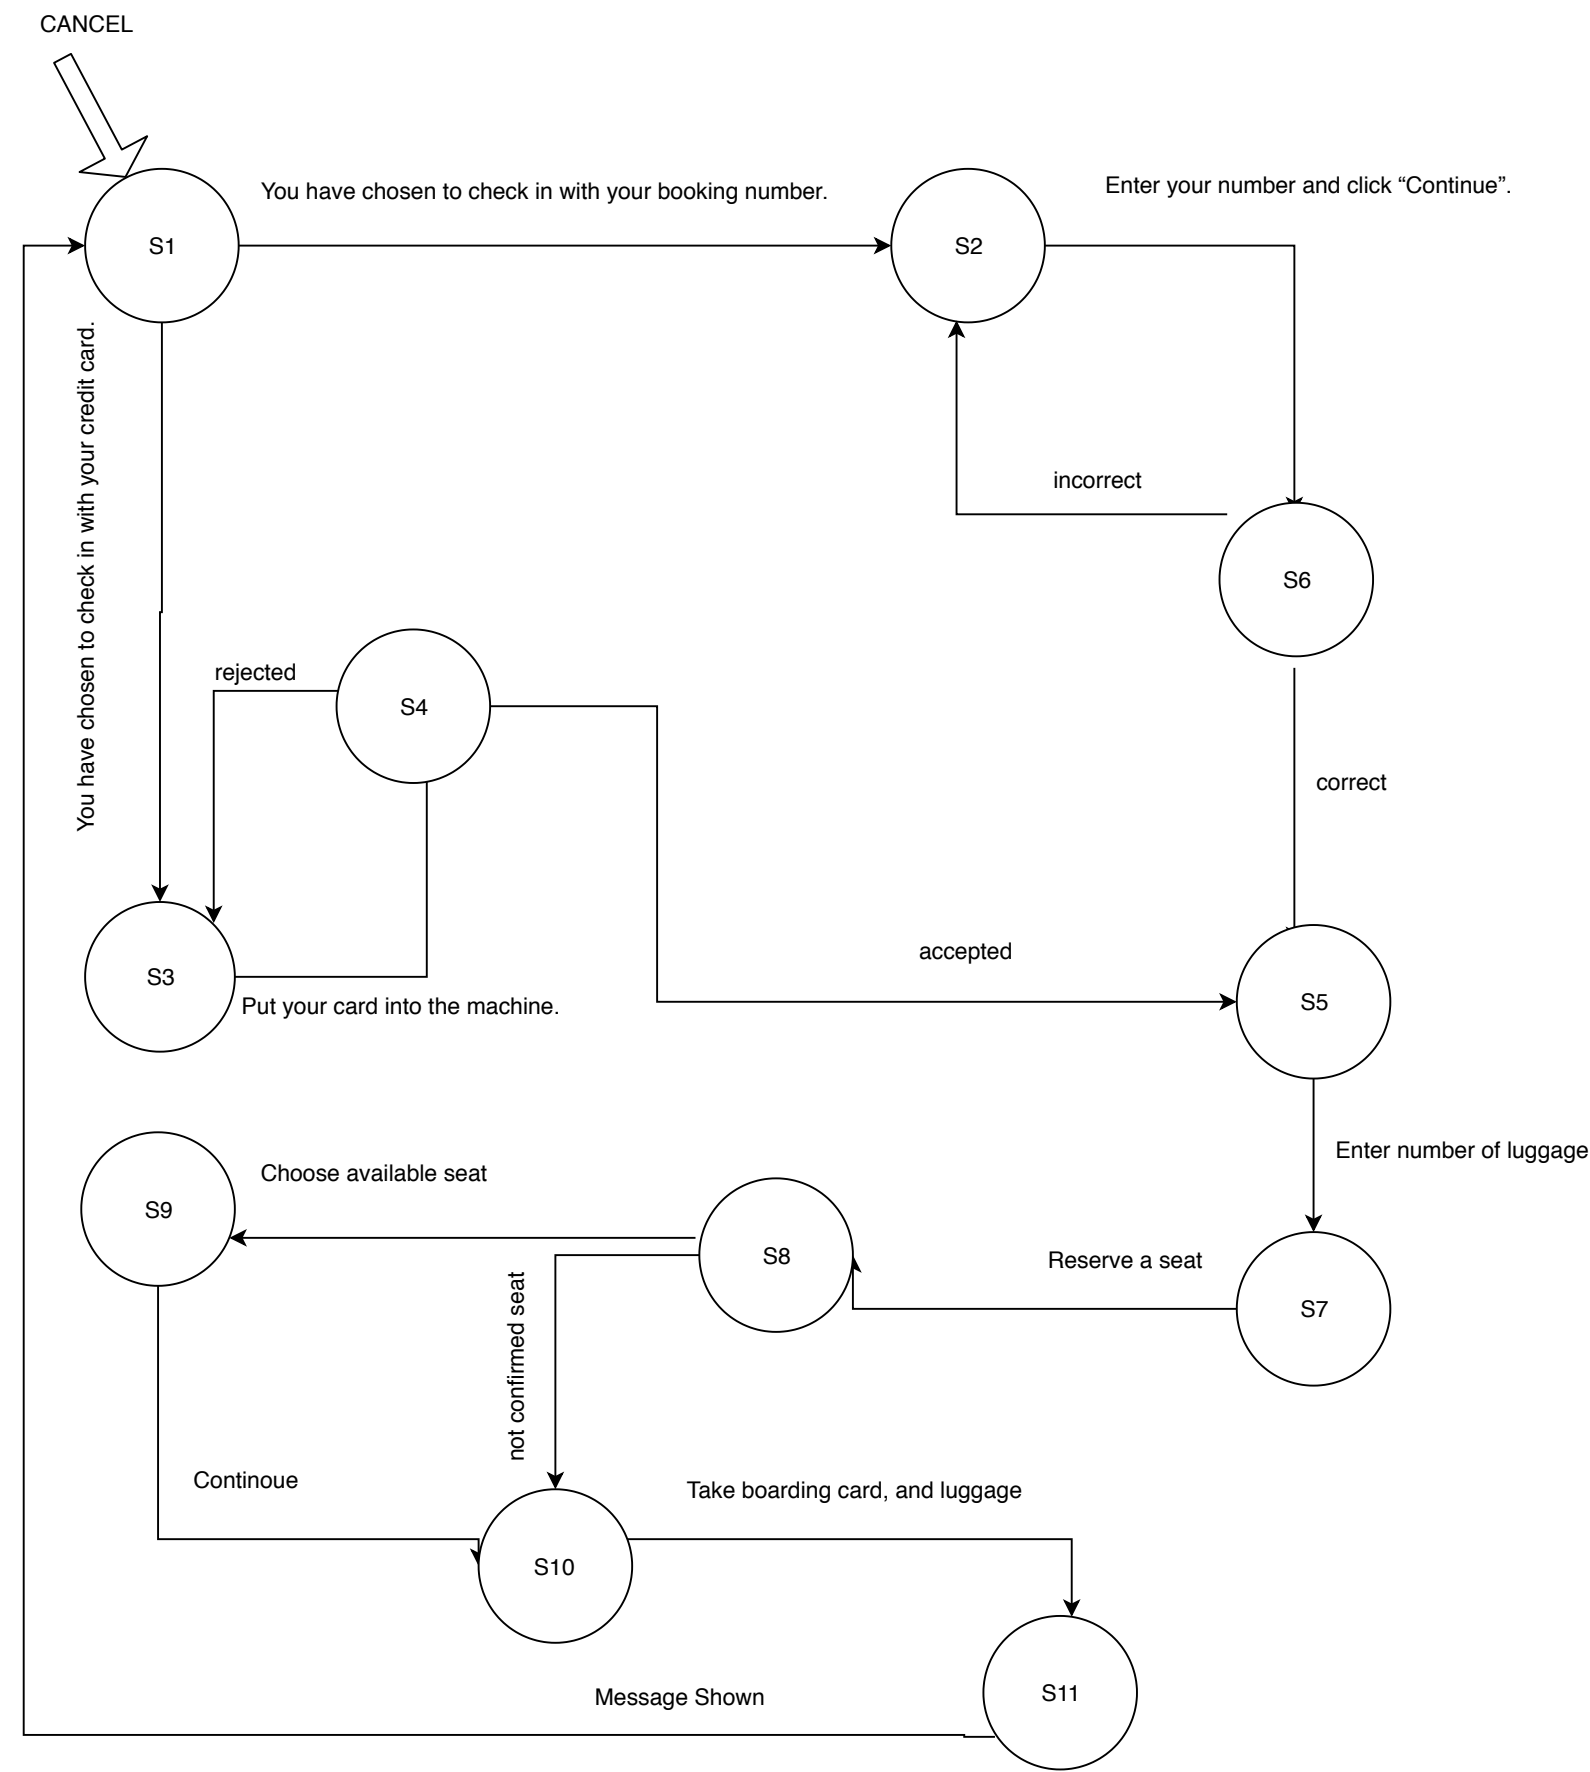 CANCEL
You have chosen to check in with your booking number.
Enter your number and click “Continue”.
S1
S2
You have chosen to check in with your credit card.
incorrect
S6
rejected
S4
correct
accepted
S3
Put your card into the machine.
S5
Enter number of luggage
Choose available seat
S9
S8
Reserve a seat
S7
not confirmed seat
Continoue
Take boarding card, and luggage
S10
Message Shown
S11